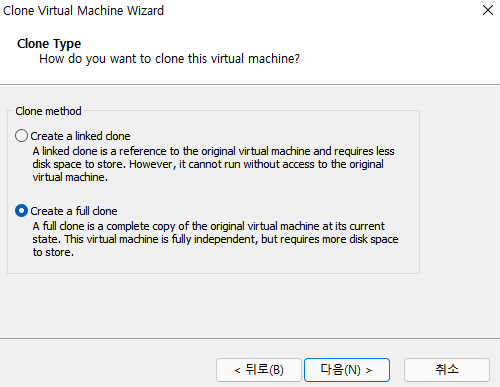 Clone Virtual Machine Wizard
Clone Type
How do you want to clone this virtual machine?
Clone method
Create a linked clone
A linked clone is a reference to the original virtual machine and requires less
disk space to store. However, it cannot run without access to the original
virtual machine.
Create a full clone
A full clone is a complete copy of the original virtual machine at its current
state. This virtual machine is fully independent, but requires more disk space
to store.
< 뒤로(B)
다음(N) >
취소